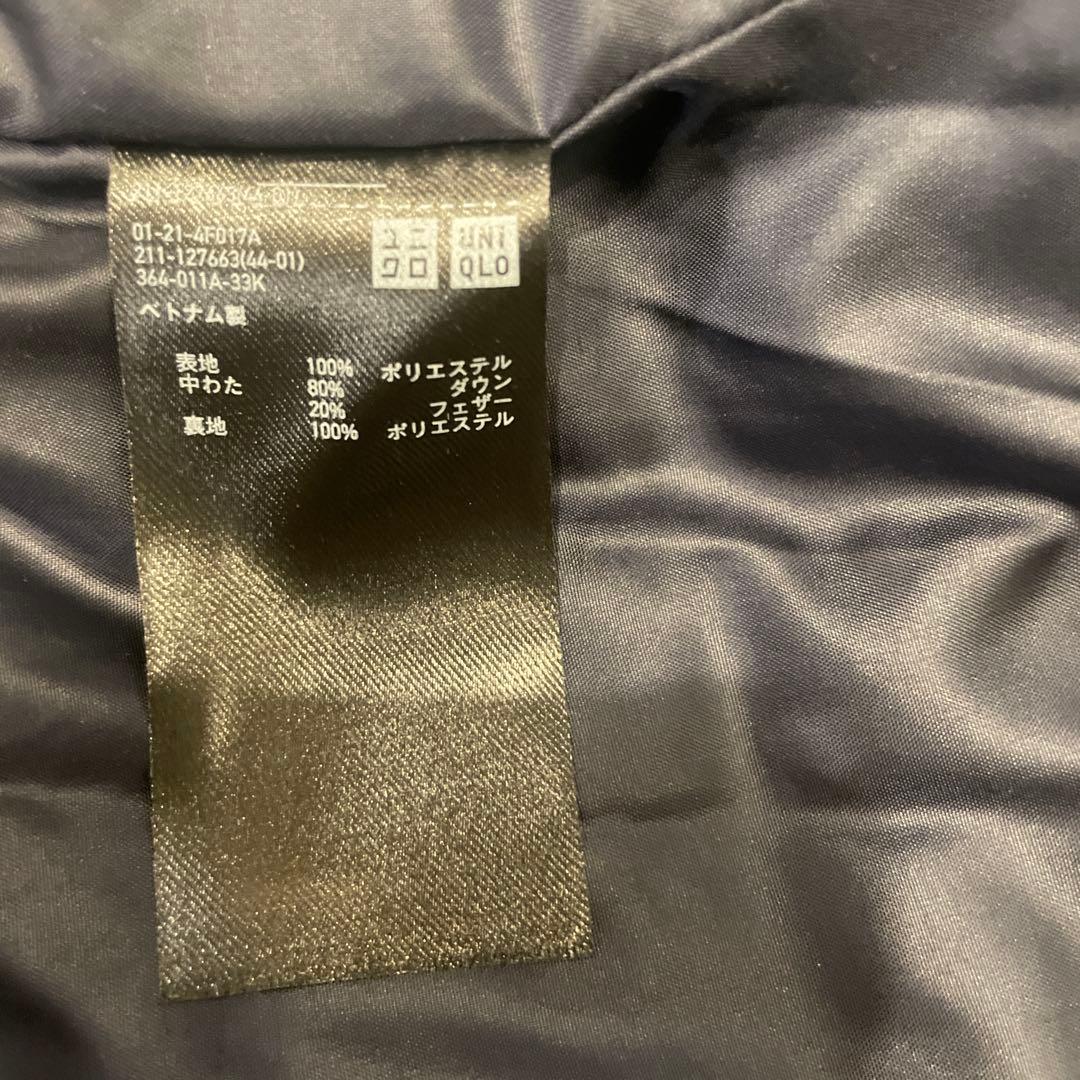 01-21-4F017A
211-127663(44-01)
364-011A-33K
ユニ
クロ
UNI
QLO
ベトナム製
表地 100% ポリエステル
中わた 80% ダウン
20% フェザー
裏地 100% ポリエステル